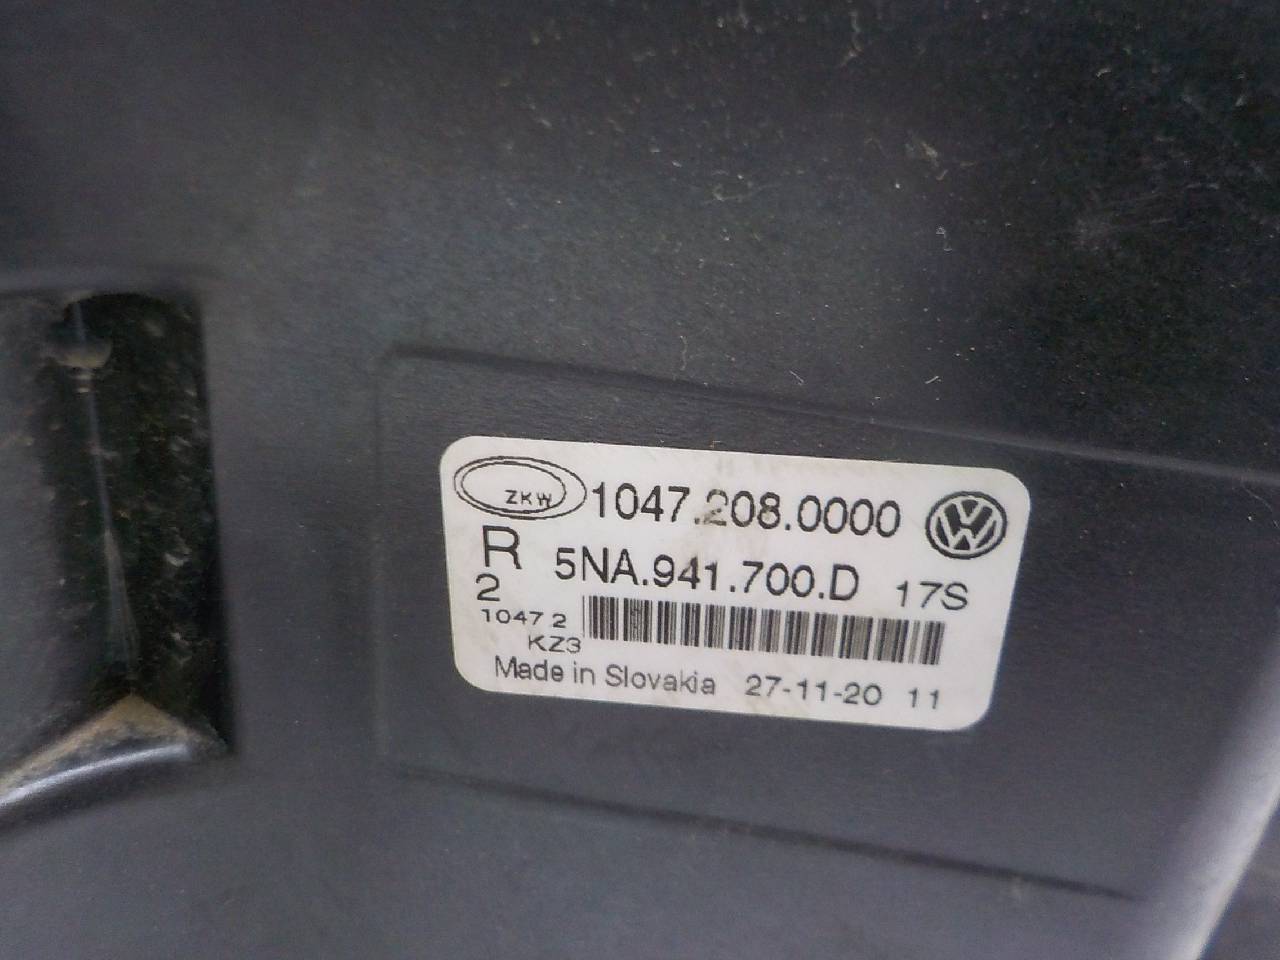 ZKW 1047.208.0000
R 5NA.941.700.D 17S
2
1047 2
KZ3
Made in Slovakia 27-11-20 11